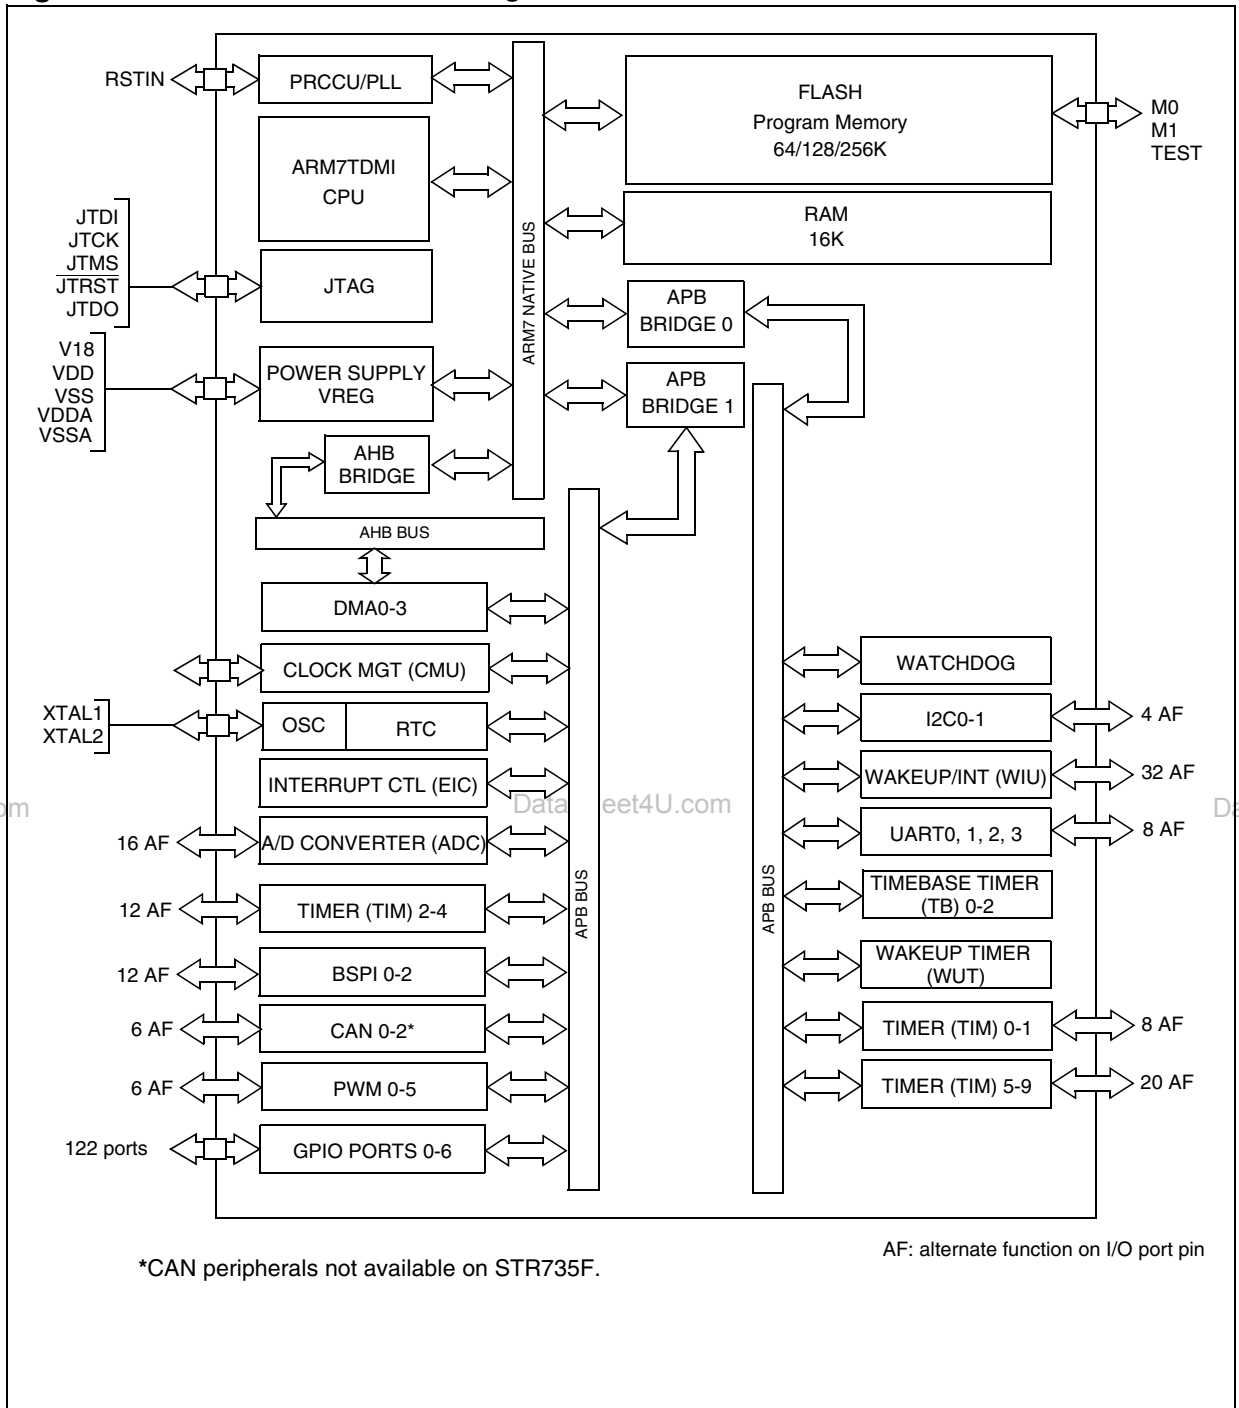 RSTIN
PRCCU/PLL
FLASH
Program Memory
64/128/256K
M0
M1
TEST
ARM7TDMI
CPU
RAM
16K
JTDI
JTCK
JTMS
JTRST
JTDO
JTAG
ARM7 NATIVE BUS
APB
BRIDGE 0
V18
VDD
VSS
VDDA
VSSA
POWER SUPPLY
VREG
APB
BRIDGE 1
AHB
BRIDGE
AHB BUS
DMA0-3
CLOCK MGT (CMU)
WATCHDOG
XTAL1
XTAL2
OSC
RTC
I2C0-1
4 AF
INTERRUPT CTL (EIC)
WAKEUP/INT (WIU)
32 AF
om
Data
eet4U.com
Da
16 AF
A/D CONVERTER (ADC)
UART0, 1, 2, 3
8 AF
APB BUS
APB BUS
12 AF
TIMER (TIM) 2-4
TIMEBASE TIMER
(TB) 0-2
12 AF
BSPI 0-2
WAKEUP TIMER
(WUT)
6 AF
CAN 0-2*
TIMER (TIM) 0-1
8 AF
6 AF
PWM 0-5
TIMER (TIM) 5-9
20 AF
122 ports
GPIO PORTS 0-6
AF: alternate function on I/O port pin
*CAN peripherals not available on STR735F.